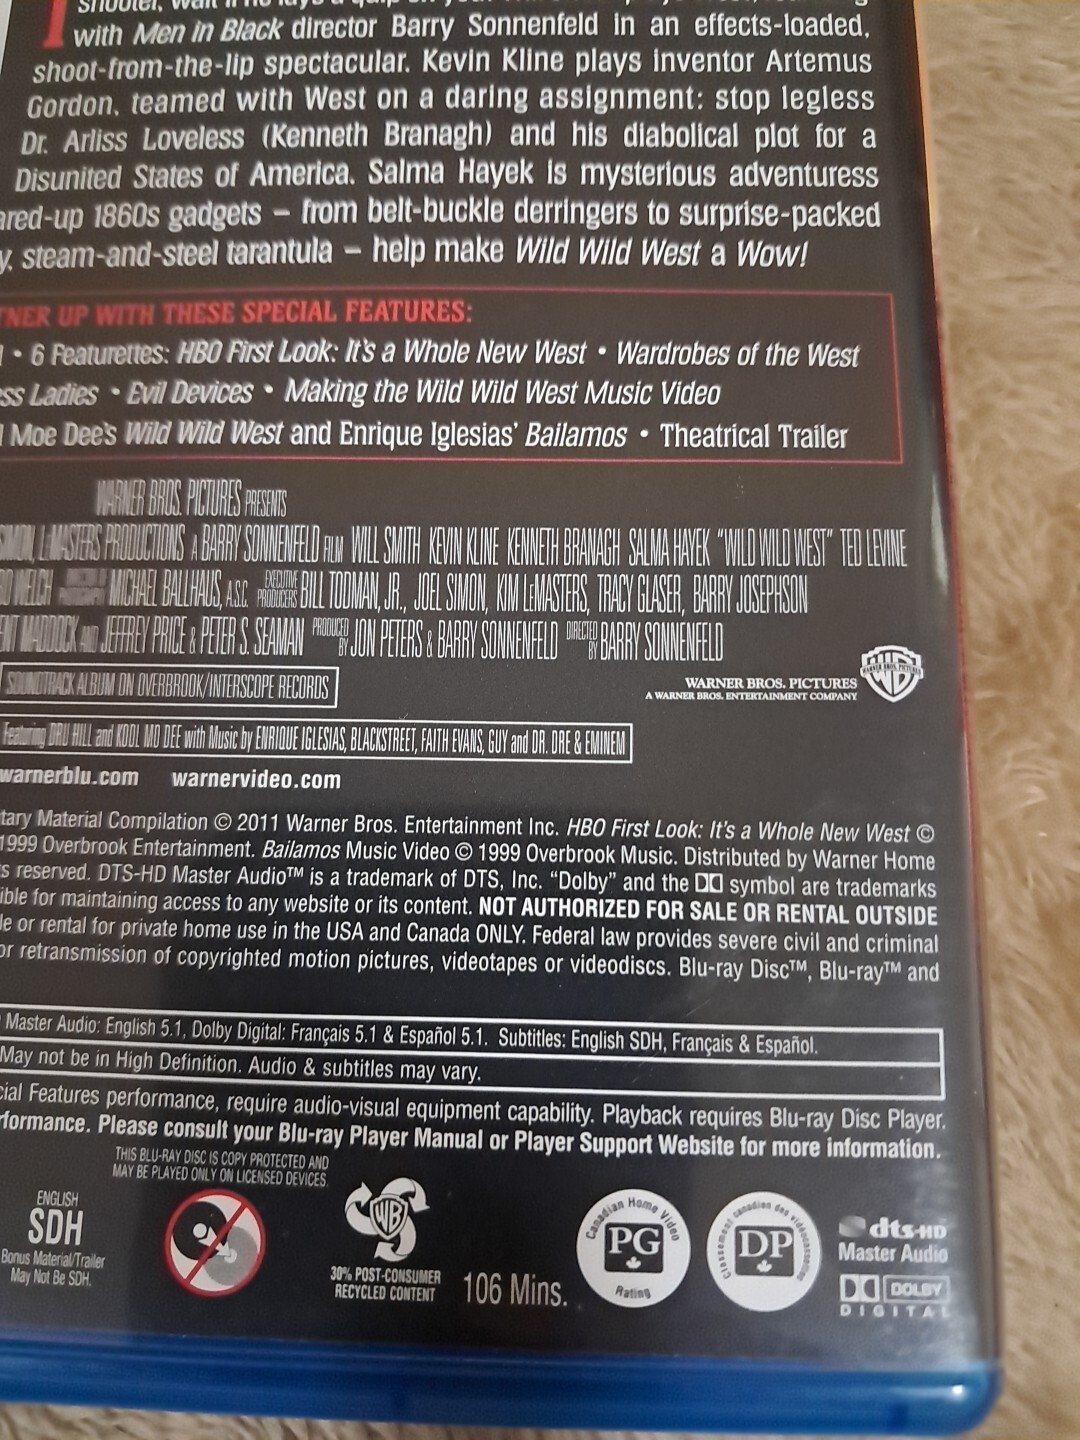 with Men in Black director Barry Sonnenfeld in an effects-loaded,
shoot-from-the-lip spectacular. Kevin Kline plays inventor Artemus
Gordon, teamed with West on a daring assignment: stop legless
Dr. Arliss Loveless (Kenneth Branagh) and his diabolical plot for a
Disunited States of America. Salma Hayek is mysterious adventuress
1860s gadgets – from belt-buckle derringers to surprise-packed
steam-and-steel tarantula – help make Wild Wild West a Wow!
UP WITH THESE SPECIAL FEATURES:
• 6 Featurettes: HBO First Look: It's a Whole New West • Wardrobes of the West
Ladies • Evil Devices • Making the Wild Wild West Music Video
Moe Dee's Wild Wild West and Enrique Iglesias' Bailamos • Theatrical Trailer
WARNER BROS. PICTURES PRESENTS
LeMASTERS PRODUCTIONS A BARRY SONNENFELD FILM WILL SMITH KEVIN KLINE KENNETH BRANAGH SALMA HAYEK "WILD WILD WEST" TED LEVINE
WELCH MICHAEL BALLHAUS, A.S.C. EXECUTIVE PRODUCERS BILL TODMAN, JR., JOEL SIMON, KIM LeMASTERS, TRACY GLASER, BARRY JOSEPHSON
MADDOCK AND JEFFREY PRICE & PETER S. SEAMAN PRODUCED BY JON PETERS & BARRY SONNENFELD DIRECTED BY BARRY SONNENFELD
SOUNDTRACK ALBUM ON OVERBROOK/INTERSCOPE RECORDS
WARNER BROS. PICTURES
A WARNER BROS. ENTERTAINMENT COMPANY
Featuring DRU HILL and KOOL MO DEE with Music by ENRIQUE IGLESIAS, BLACKSTREET, FAITH EVANS, GUY and DR. DRE & EMINEM
warnerblu.com warnervideo.com
Material Compilation © 2011 Warner Bros. Entertainment Inc. HBO First Look: It's a Whole New West ©
1999 Overbrook Entertainment. Bailamos Music Video © 1999 Overbrook Music. Distributed by Warner Home
reserved. DTS-HD Master Audio™ is a trademark of DTS, Inc. "Dolby" and the symbol are trademarks
for maintaining access to any website or its content. NOT AUTHORIZED FOR SALE OR RENTAL OUTSIDE
or rental for private home use in the USA and Canada ONLY. Federal law provides severe civil and criminal
or retransmission of copyrighted motion pictures, videotapes or videodiscs. Blu-ray Disc™, Blu-ray™ and
Master Audio: English 5.1, Dolby Digital: Français 5.1 & Español 5.1. Subtitles: English SDH, Français & Español.
May not be in High Definition. Audio & subtitles may vary.
Features performance, require audio-visual equipment capability. Playback requires Blu-ray Disc Player.
Please consult your Blu-ray Player Manual or Player Support Website for more information.
THIS BLU-RAY DISC IS COPY PROTECTED AND
MAY BE PLAYED ONLY ON LICENSED DEVICES.
ENGLISH
SDH
Bonus Material/Trailer
May Not Be SDH.
WB
30% POST-CONSUMER
RECYCLED CONTENT
106 Mins.
Canadian Home Video
PG
Rating
Classement canadien des vidéocassettes
DP
dts-HD
Master Audio
DOLBY
DIGITAL